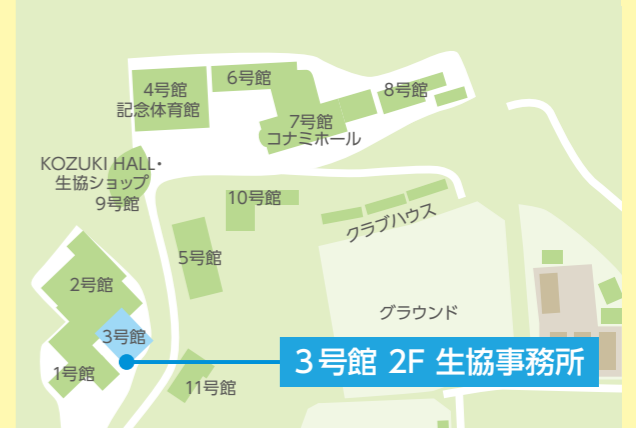 4号館
記念体育館
6号館
8号館
7号館
コナミホール
KOZUKI HALL・
生協ショップ
9号館
10号館
クラブハウス
5号館
2号館
グラウンド
3号館
3号館 2F 生協事務所
1号館
11号館